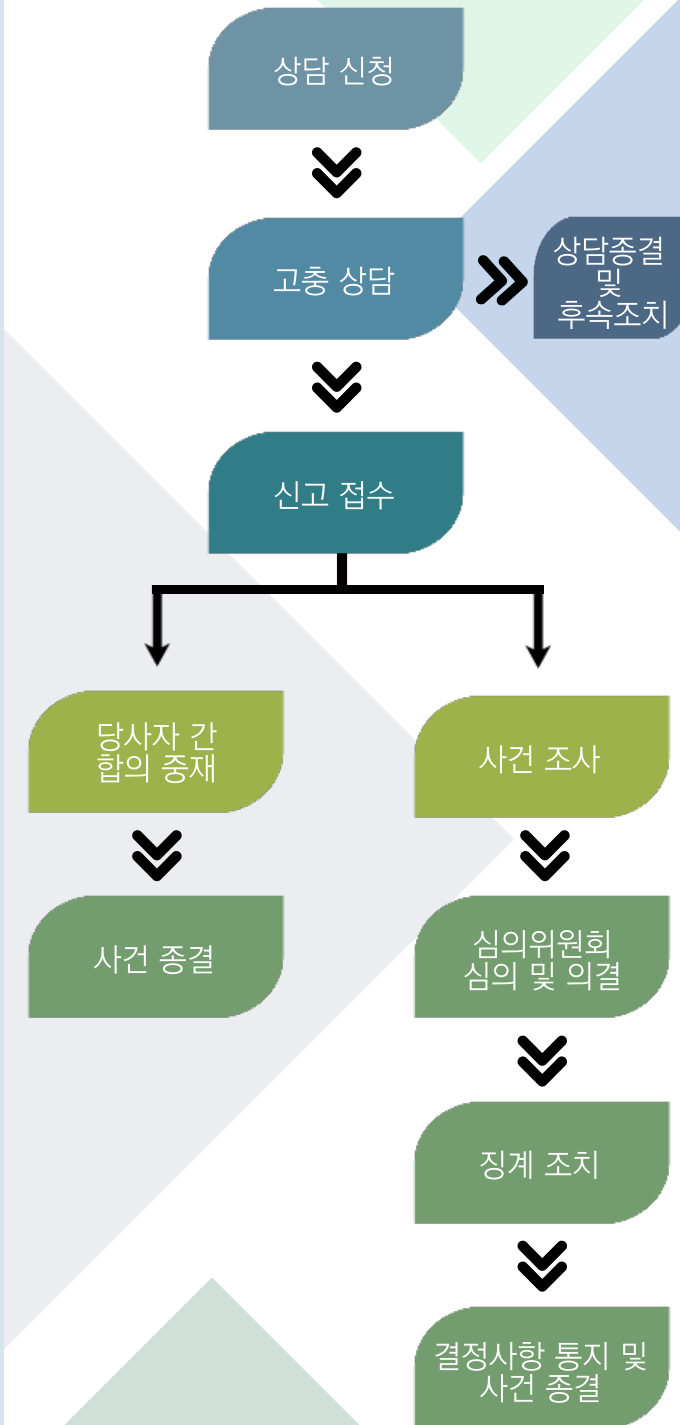 상담 신청
고충 상담
상담종결
및
후속조치
신고 접수
당사자 간
합의 중재
사건 종결
사건 조사
심의위원회
심의 및 의결
징계 조치
결정사항 통지 및
사건 종결